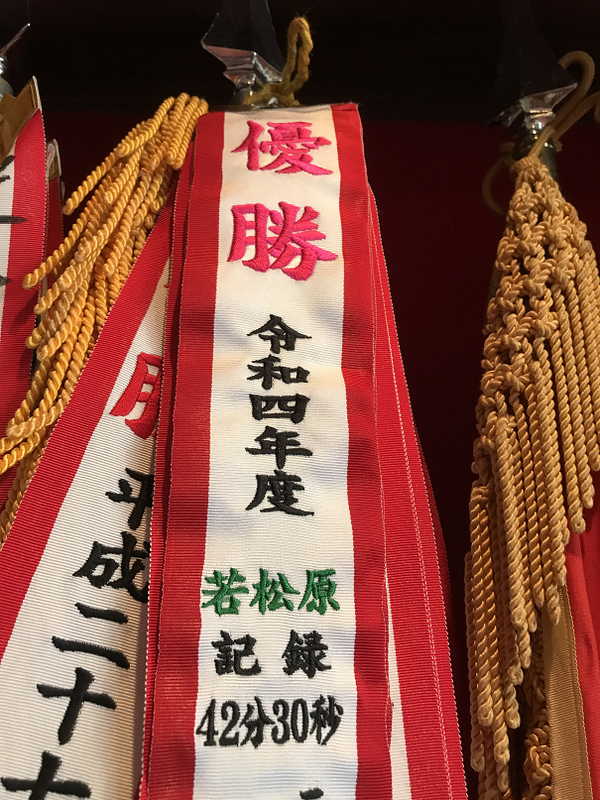 優勝
令和四年度
若松原
記録
42分30秒
勝
平成二十